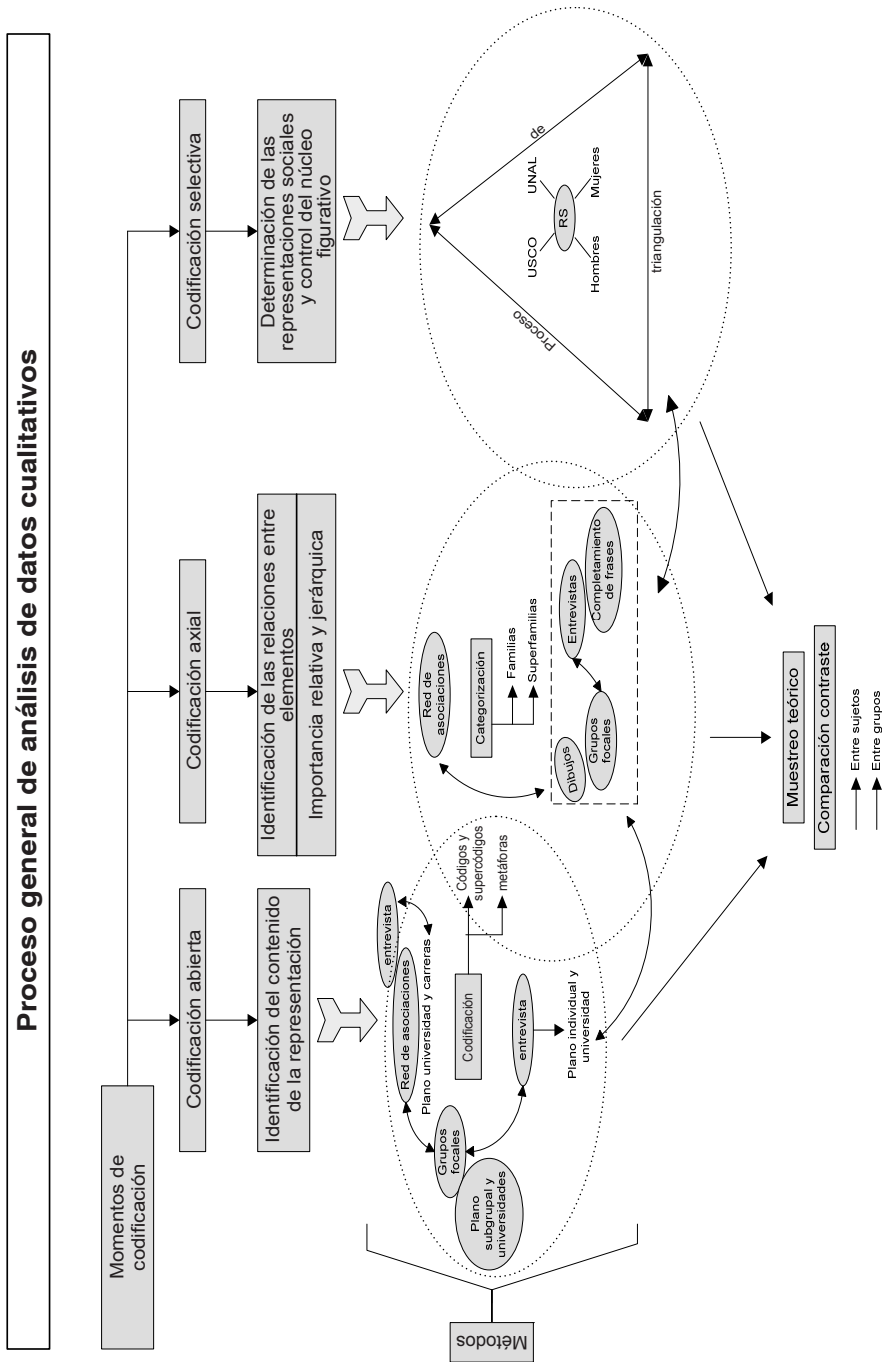 Proceso general de análisis de datos cualitativos
Momentos de
codificación
Codificación abierta
Codificación axial
Codificación selectiva
Identificación del contenido
de la representación
Identificación de las relaciones entre
elementos
Importancia relativa y jerárquica
Determinación de las
representaciones sociales
y control del núcleo
figurativo
Métodos
entrevista
Red de asociaciones
Plano universidad y carreras
Grupos
focales
Plano
subgrupal y
universidades
Codificación
Códigos y
supercódigos
metáforas
entrevista
Plano individual y
universidad
Red de
asociaciones
Categorización
Familias
Superfamilias
Dibujos
Grupos
focales
Entrevistas
Completamiento
de frases
Proceso
de
triangulación
USCO
UNAL
RS
Hombres
Mujeres
Muestreo teórico
Comparación contraste
Entre sujetos
Entre grupos